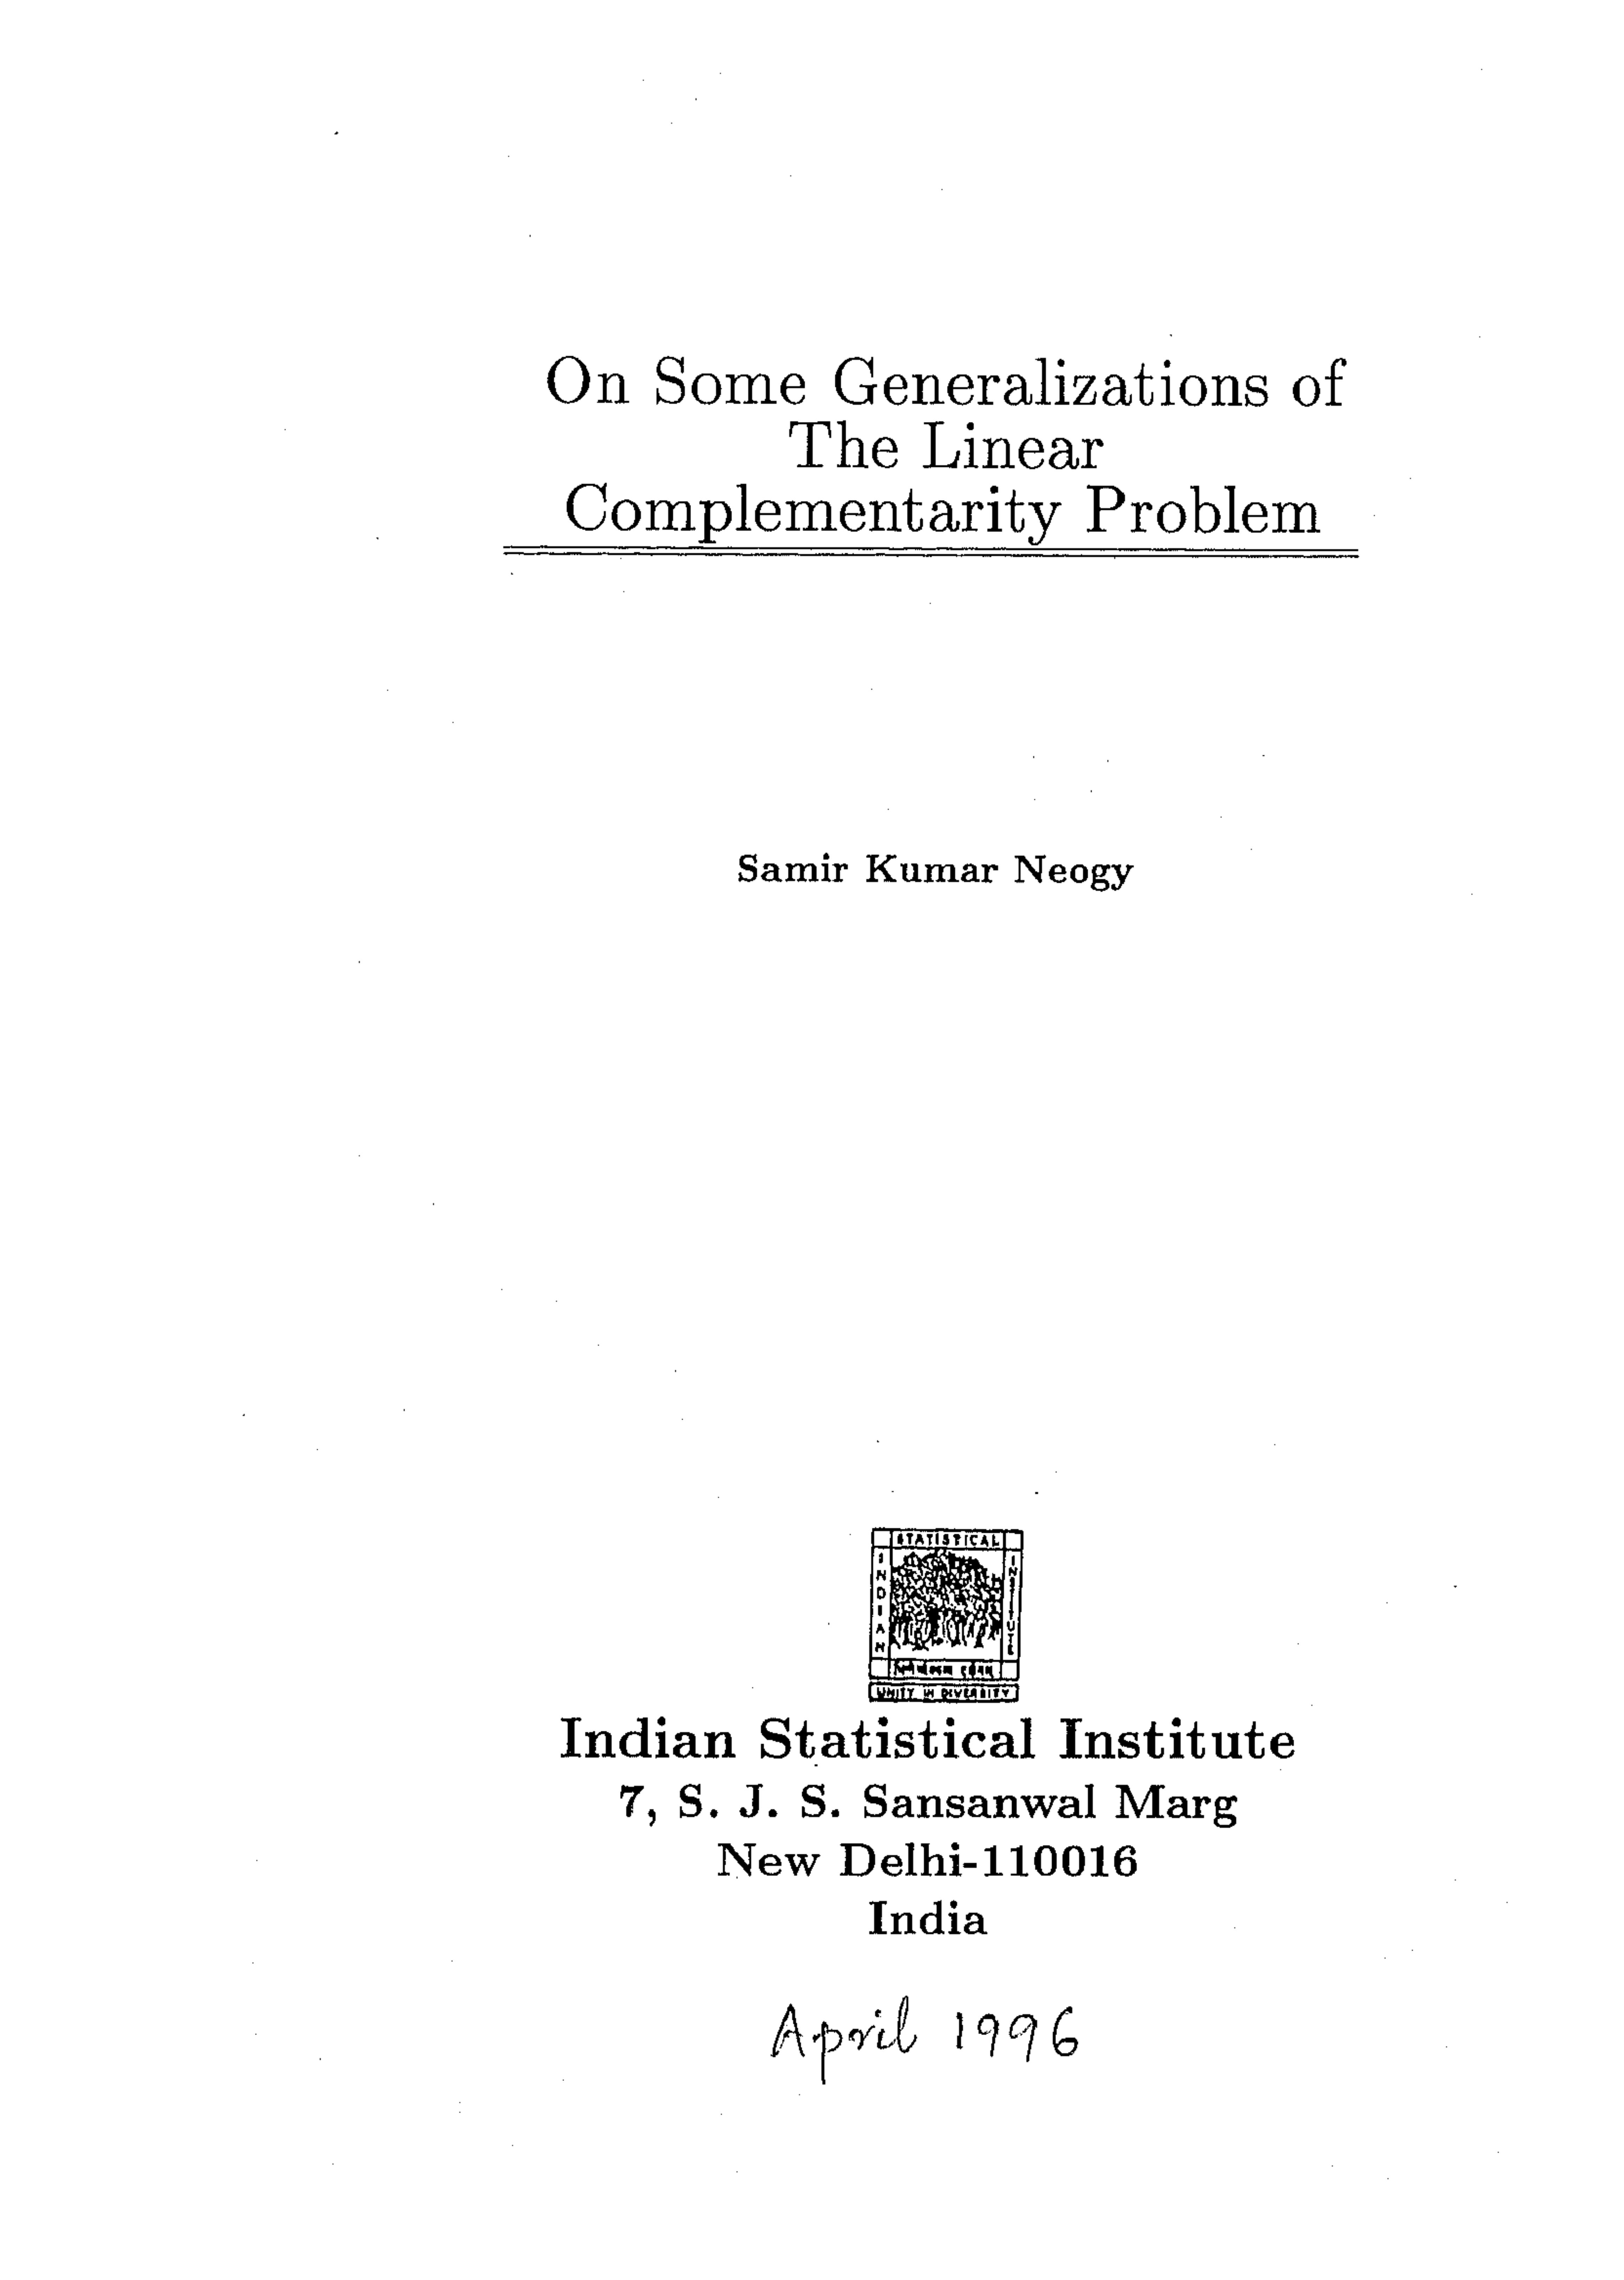 On Some Generalizations of
The Linear
Complementarity Problem
Samir Kumar Neogy
STATISTICAL
INDIAN
INSTITUTE
UNITY IN DIVERSITY
Indian Statistical Institute
7, S. J. S. Sansanwal Marg
New Delhi-110016
India
April 1996